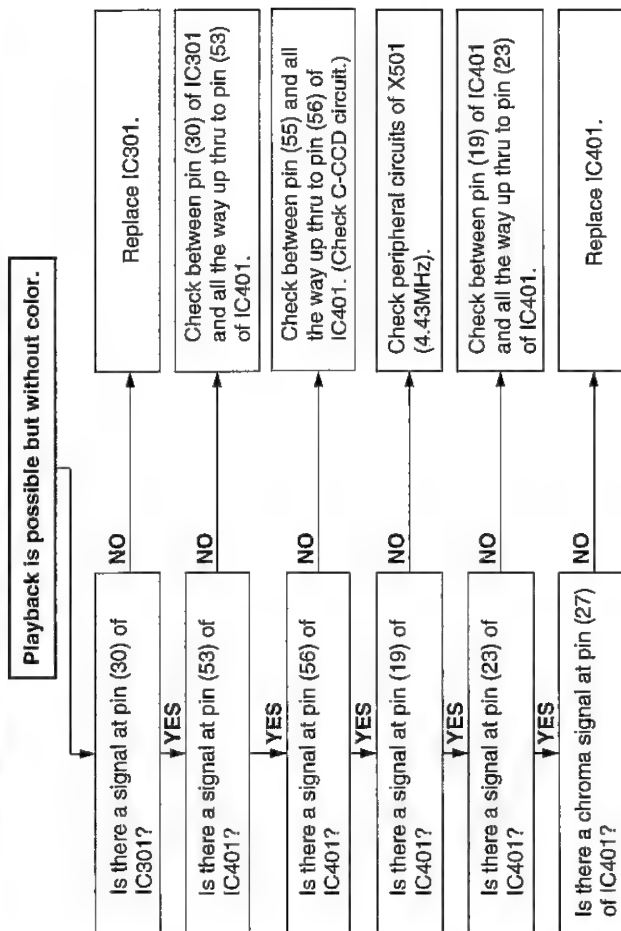 Playback is possible but without color.
Is there a signal at pin (30) of
IC301?
NO
Replace IC301.
YES
Is there a signal at pin (53) of
IC401?
NO
Check between pin (30) of IC301
and all the way up thru to pin (53)
of IC401.
YES
Is there a signal at pin (56) of
IC401?
NO
Check between pin (55) and all
the way up thru to pin (56) of
IC401. (Check C-CCD circuit.)
YES
Is there a signal at pin (19) of
IC401?
NO
Check peripheral circuits of X501
(4.43MHz).
YES
Is there a signal at pin (23) of
IC401?
NO
Check between pin (19) of IC401
and all the way up thru to pin (23)
of IC401.
YES
Is there a chroma signal at pin (27)
of IC401?
NO
Replace IC401.